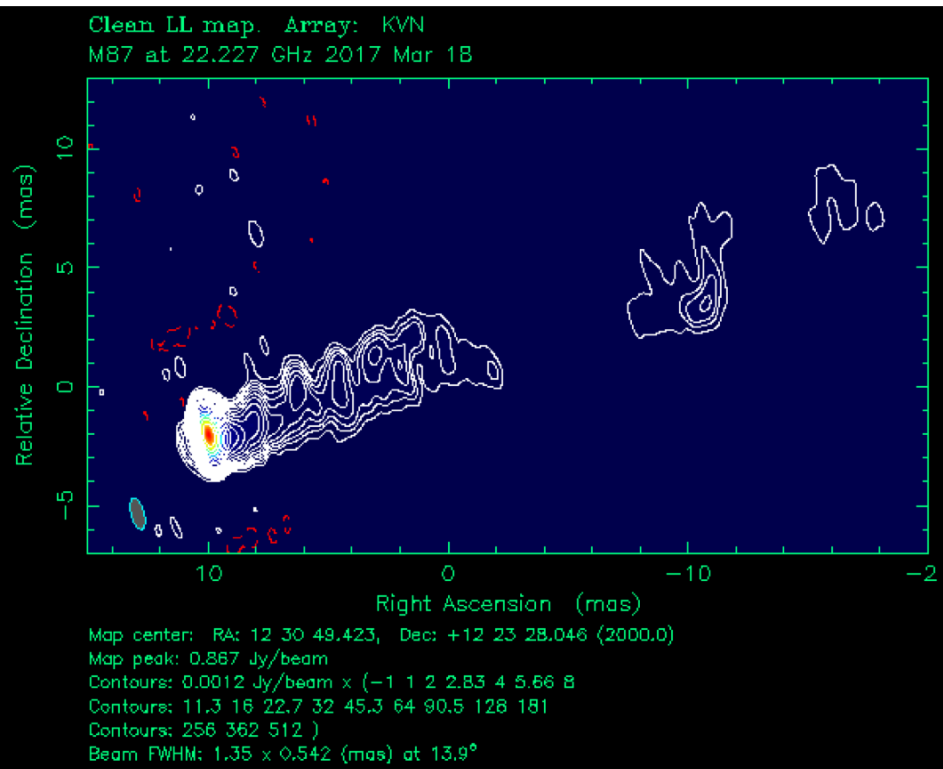 Clean LL map. Array: KVN
M87 at 22.227 GHz 2017 Mar 18
Relative Declination (mas)
10
5
0
−5
10
0
−10
−2
Right Ascension (mas)
Map center: RA: 12 30 49.423, Dec: +12 23 28.046 (2000.0)
Map peak: 0.867 Jy/beam
Contours: 0.0012 Jy/beam x (−1 1 2 2.83 4 5.66 8
Contours: 11.3 16 22.7 32 45.3 64 90.5 128 181
Contours: 256 362 512 )
Beam FWHM: 1.35 x 0.542 (mas) at 13.9°